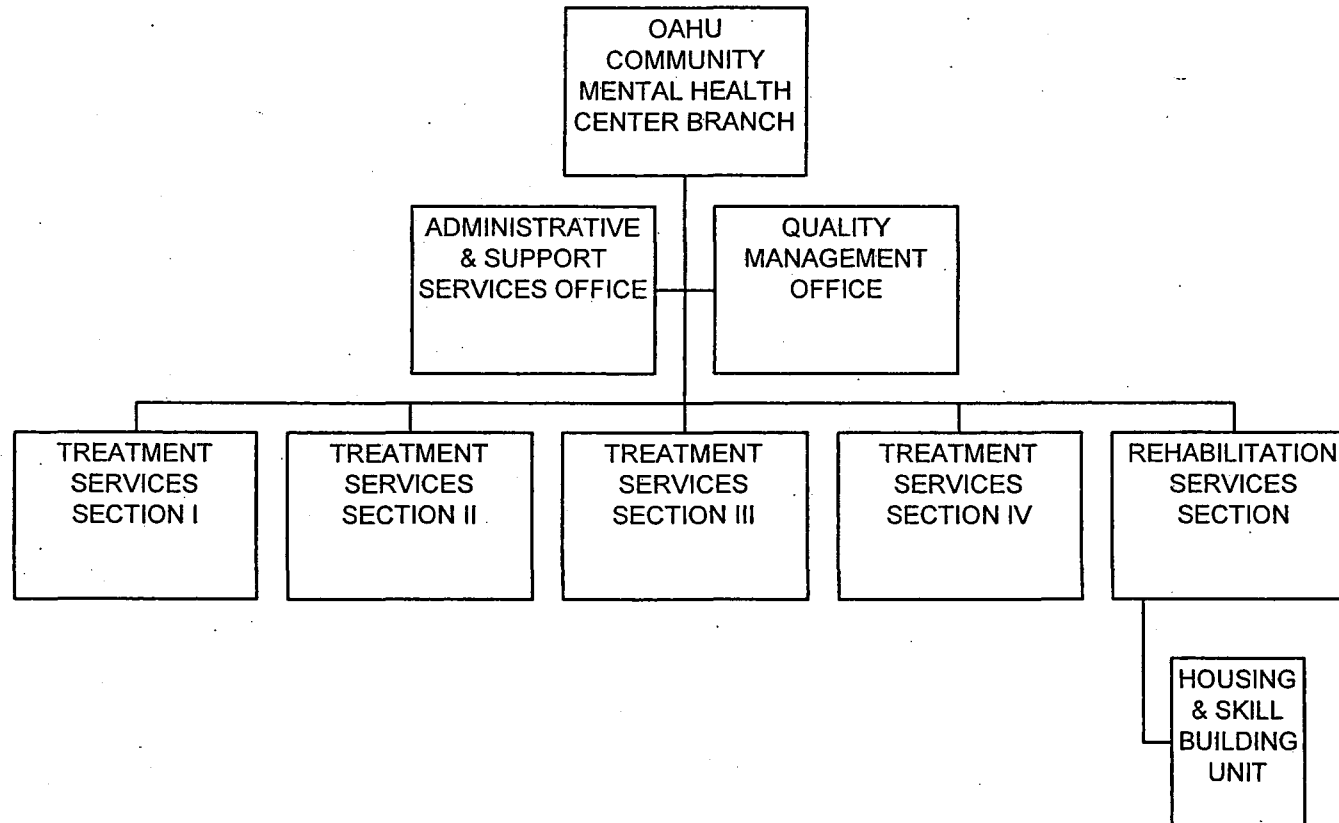 OAHU
COMMUNITY
MENTAL HEALTH
CENTER BRANCH
ADMINISTRATIVE
& SUPPORT
SERVICES OFFICE
QUALITY
MANAGEMENT
OFFICE
TREATMENT
SERVICES
SECTION I
TREATMENT
SERVICES
SECTION II
TREATMENT
SERVICES
SECTION III
TREATMENT
SERVICES
SECTION IV
REHABILITATION
SERVICES
SECTION
HOUSING
& SKILL
BUILDING
UNIT